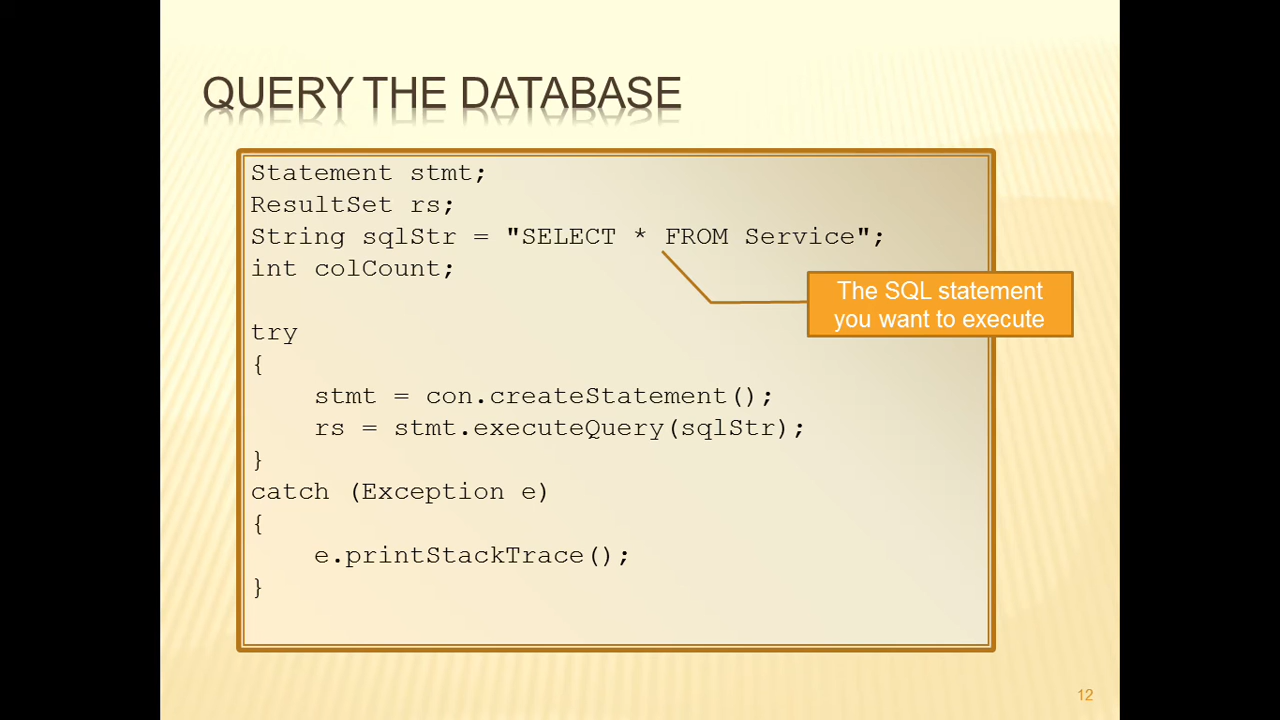 QUERY THE DATABASE
Statement stmt;
ResultSet rs;
String sqlStr = "SELECT * FROM Service";
int colCount;
The SQL statement
you want to execute
try
{
    stmt = con.createStatement();
    rs = stmt.executeQuery(sqlStr);
}
catch (Exception e)
{
    e.printStackTrace();
}
12